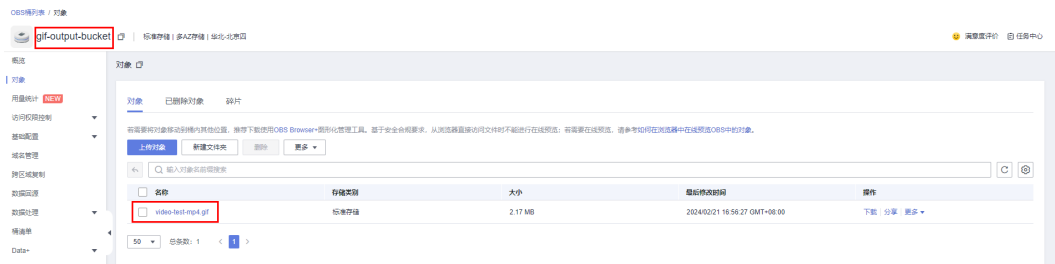 OBS桶列表 / 对象
gif-output-bucket 标准存储 | 多AZ存储 | 华北-北京四 满意度评价 任务中心
概览
对象
用量统计 NEW
访问权限控制
基础配置
域名管理
跨区域复制
数据回源
数据处理
桶清单
Data+
对象
对象 已删除对象 碎片
若需要将对象移动到桶内其他位置，推荐下载使用OBS Browser+图形化管理工具。基于安全合规要求，从浏览器直接访问文件时不能进行在线预览；若需要在线预览，请参考如何在浏览器中在线预览OBS中的对象。
上传对象 新建文件夹 删除 更多
输入对象名前缀搜索
名称 存储类别 大小 最后修改时间 操作
video-test-mp4.gif 标准存储 2.17 MB 2024/02/21 16:56:27 GMT+08:00 下载 | 分享 | 更多
50 总条数：1 < 1 >